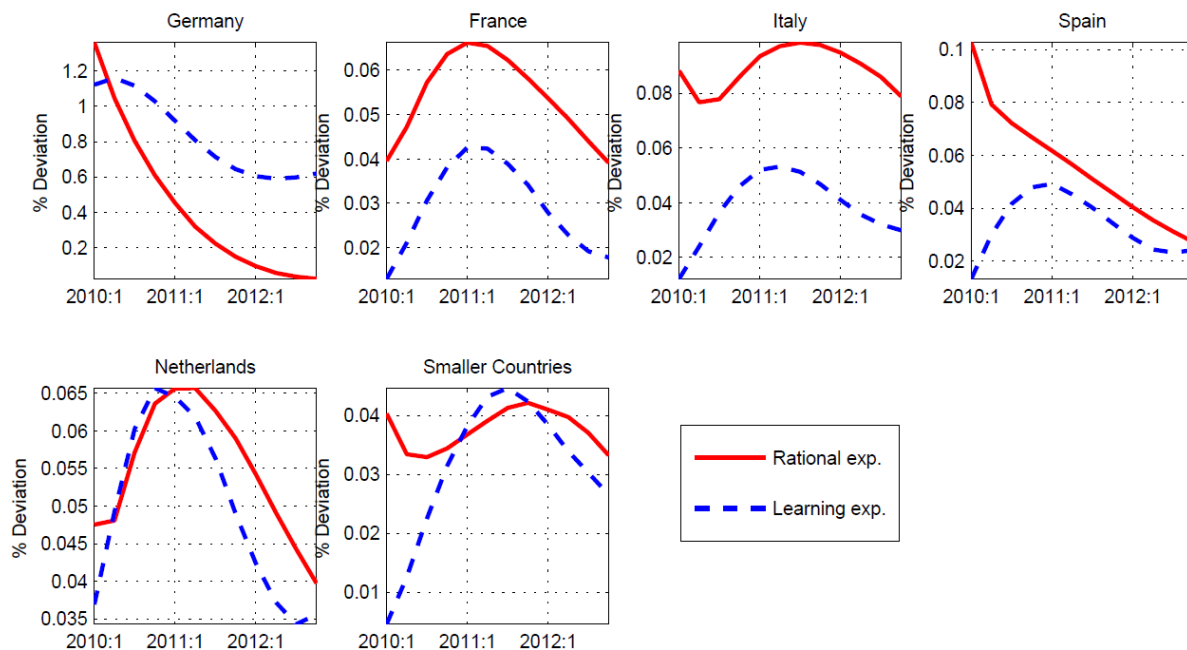 Germany
% Deviation
1.2
1
0.8
0.6
0.4
0.2
2010:1 2011:1 2012:1
France
% Deviation
0.06
0.05
0.04
0.03
0.02
2010:1 2011:1 2012:1
Italy
% Deviation
0.08
0.06
0.04
0.02
2010:1 2011:1 2012:1
Spain
% Deviation
0.1
0.08
0.06
0.04
0.02
2010:1 2011:1 2012:1
Netherlands
% Deviation
0.065
0.06
0.055
0.05
0.045
0.04
0.035
2010:1 2011:1 2012:1
Smaller Countries
% Deviation
0.04
0.03
0.02
0.01
2010:1 2011:1 2012:1
Rational exp.
Learning exp.